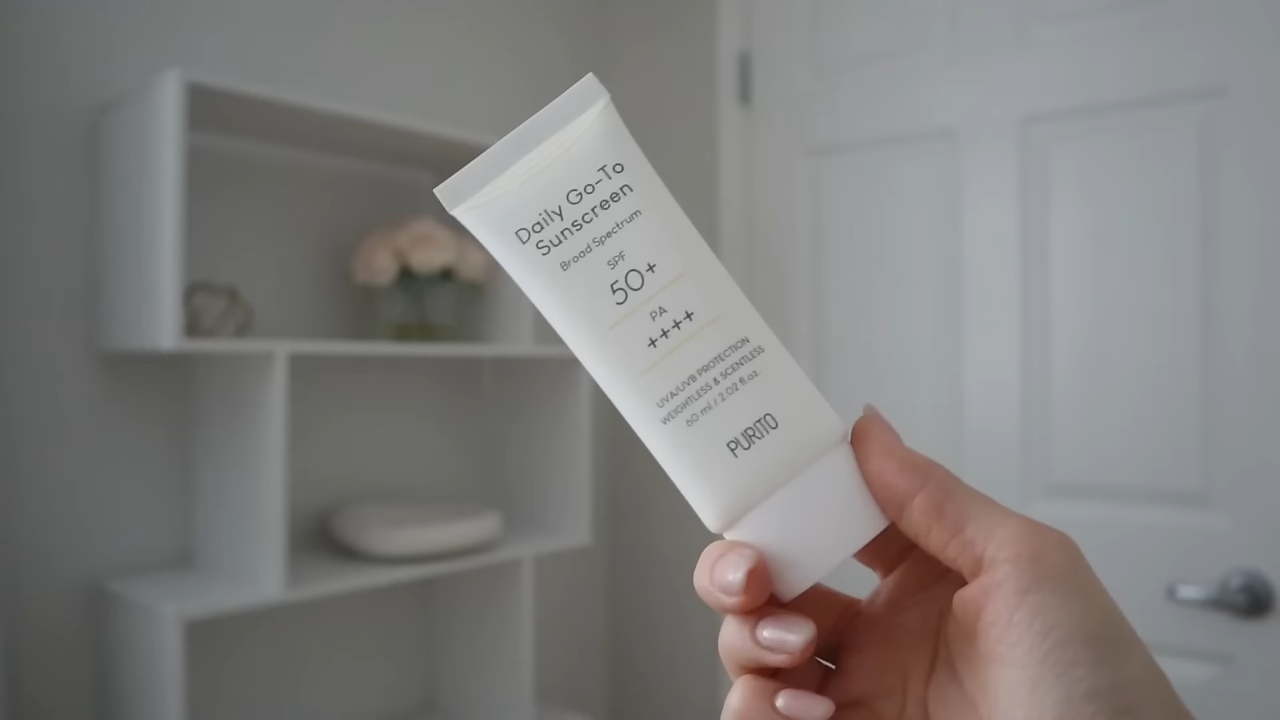 Daily Go-To
Sunscreen
Broad Spectrum
SPF
50+
PA
++++
UVA/UVB PROTECTION
WEIGHTLESS & SCENTLESS
60 ml / 2.02 fl.oz.
PURITO